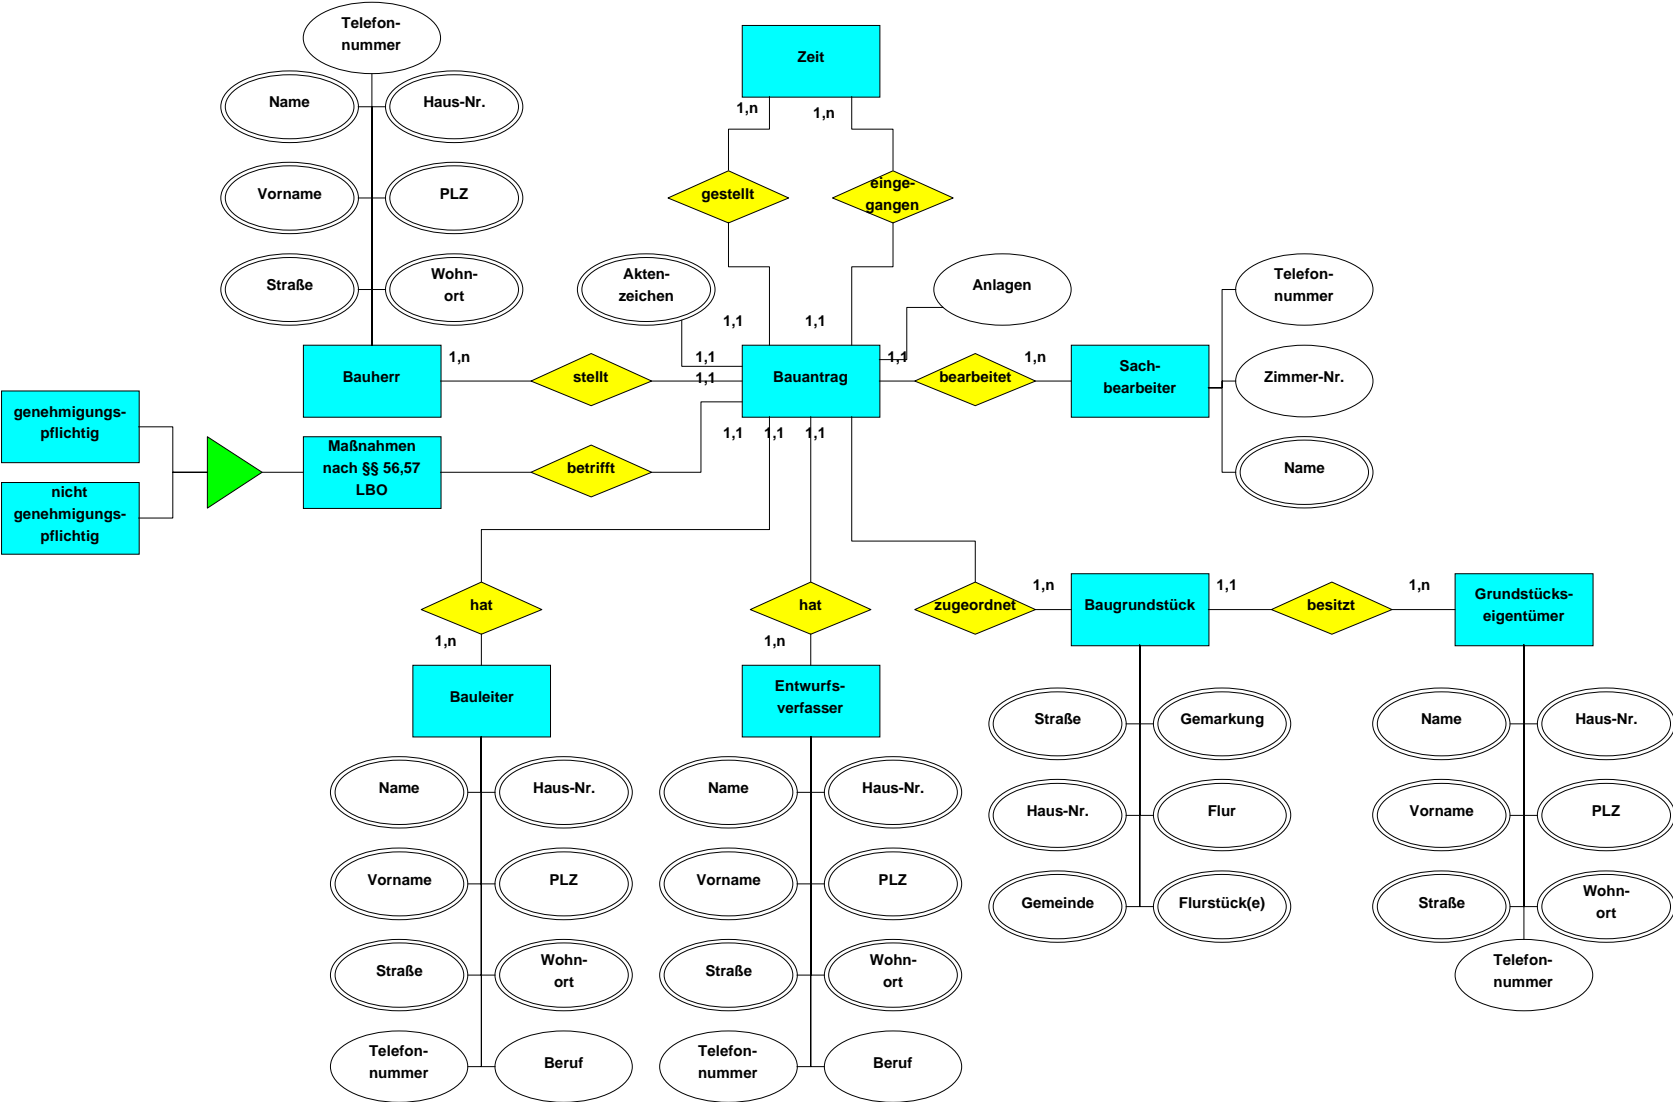 Telefon-
nummer
Zeit
Name
Haus-Nr.
1,n
1,n
Vorname
PLZ
gestellt
einge-
gangen
Straße
Wohn-
ort
Akten-
zeichen
Anlagen
Telefon-
nummer
1,1
1,1
Bauherr
1,n
stellt
1,1
1,1
Bauantrag
1,1
bearbeitet
1,n
Sach-
bearbeiter
Zimmer-Nr.
genehmigungs-
pflichtig
Maßnahmen
nach §§ 56,57
LBO
betrifft
1,1
1,1
1,1
Name
nicht
genehmigungs-
pflichtig
hat
1,n
hat
1,n
zugeordnet
1,n
Baugrundstück
1,1
besitzt
1,n
Grundstücks-
eigentümer
Bauleiter
Entwurfs-
verfasser
Straße
Gemarkung
Name
Haus-Nr.
Name
Haus-Nr.
Name
Haus-Nr.
Haus-Nr.
Flur
Vorname
PLZ
Vorname
PLZ
Vorname
PLZ
Gemeinde
Flurstück(e)
Straße
Wohn-
ort
Straße
Wohn-
ort
Straße
Wohn-
ort
Telefon-
nummer
Telefon-
nummer
Beruf
Telefon-
nummer
Beruf